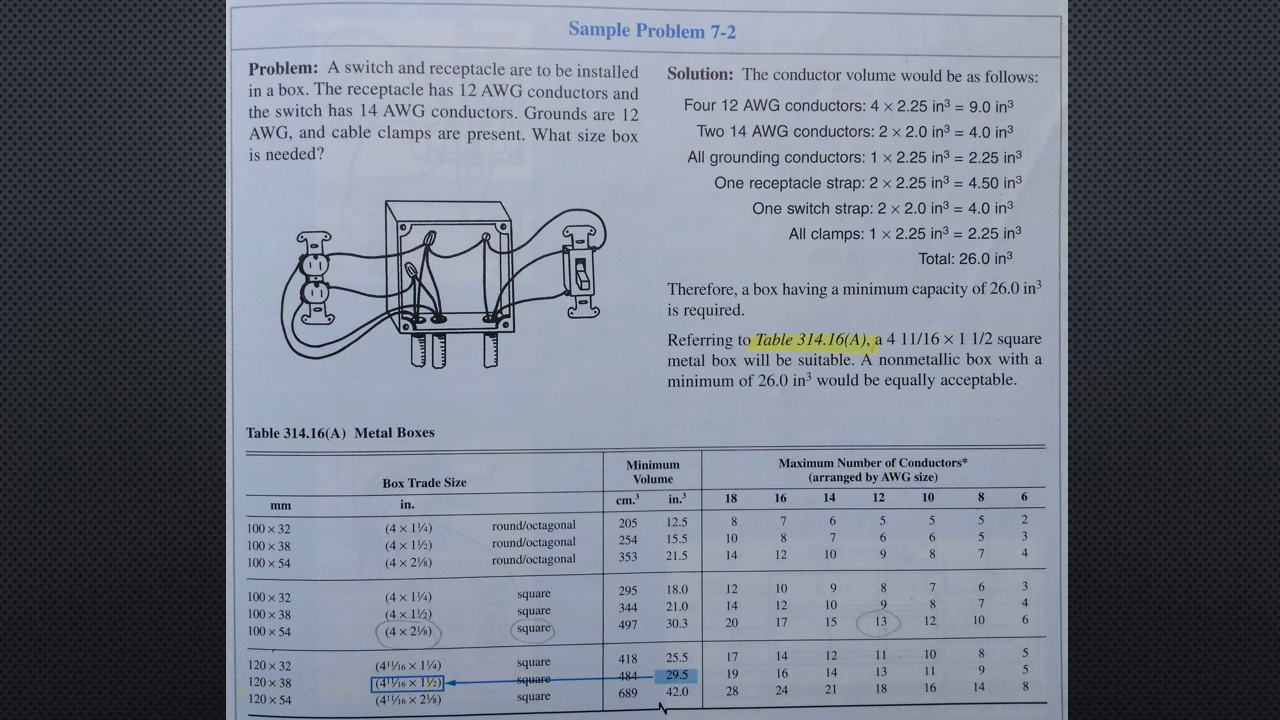 Sample Problem 7-2
Problem: A switch and receptacle are to be installed
in a box. The receptacle has 12 AWG conductors and
the switch has 14 AWG conductors. Grounds are 12
AWG, and cable clamps are present. What size box
is needed?
Solution: The conductor volume would be as follows:
Four 12 AWG conductors: 4 × 2.25 in³ = 9.0 in³
Two 14 AWG conductors: 2 × 2.0 in³ = 4.0 in³
All grounding conductors: 1 × 2.25 in³ = 2.25 in³
One receptacle strap: 2 × 2.25 in³ = 4.50 in³
One switch strap: 2 × 2.0 in³ = 4.0 in³
All clamps: 1 × 2.25 in³ = 2.25 in³
Total: 26.0 in³
Therefore, a box having a minimum capacity of 26.0 in³
is required.
Referring to Table 314.16(A), a 4 11/16 × 1 1/2 square
metal box will be suitable. A nonmetallic box with a
minimum of 26.0 in³ would be equally acceptable.
Table 314.16(A) Metal Boxes
Box Trade Size Minimum Volume Maximum Number of Conductors*
(arranged by AWG size)
mm in. cm.³ in.³ 18 16 14 12 10 8 6
100 × 32 (4 × 1¼) round/octagonal 205 12.5 8 7 6 5 5 5 2
100 × 38 (4 × 1½) round/octagonal 254 15.5 10 8 7 6 6 5 3
100 × 54 (4 × 2⅛) round/octagonal 353 21.5 14 12 10 9 8 7 4
100 × 32 (4 × 1¼) square 295 18.0 12 10 9 8 7 6 3
100 × 38 (4 × 1½) square 344 21.0 14 12 10 9 8 7 4
100 × 54 (4 × 2⅛) square 497 30.3 20 17 15 13 12 10 6
120 × 32 (4¹¹⁄₁₆ × 1¼) square 418 25.5 17 14 12 11 10 8 5
120 × 38 (4¹¹⁄₁₆ × 1½) square 484 29.5 19 16 14 13 11 9 5
120 × 54 (4¹¹⁄₁₆ × 2⅛) square 689 42.0 28 24 21 18 16 14 8